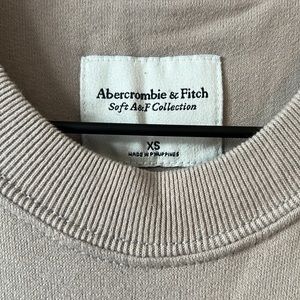 Abercrombie & Fitch
Soft A&F Collection
XS
MADE IN PHILIPPINES